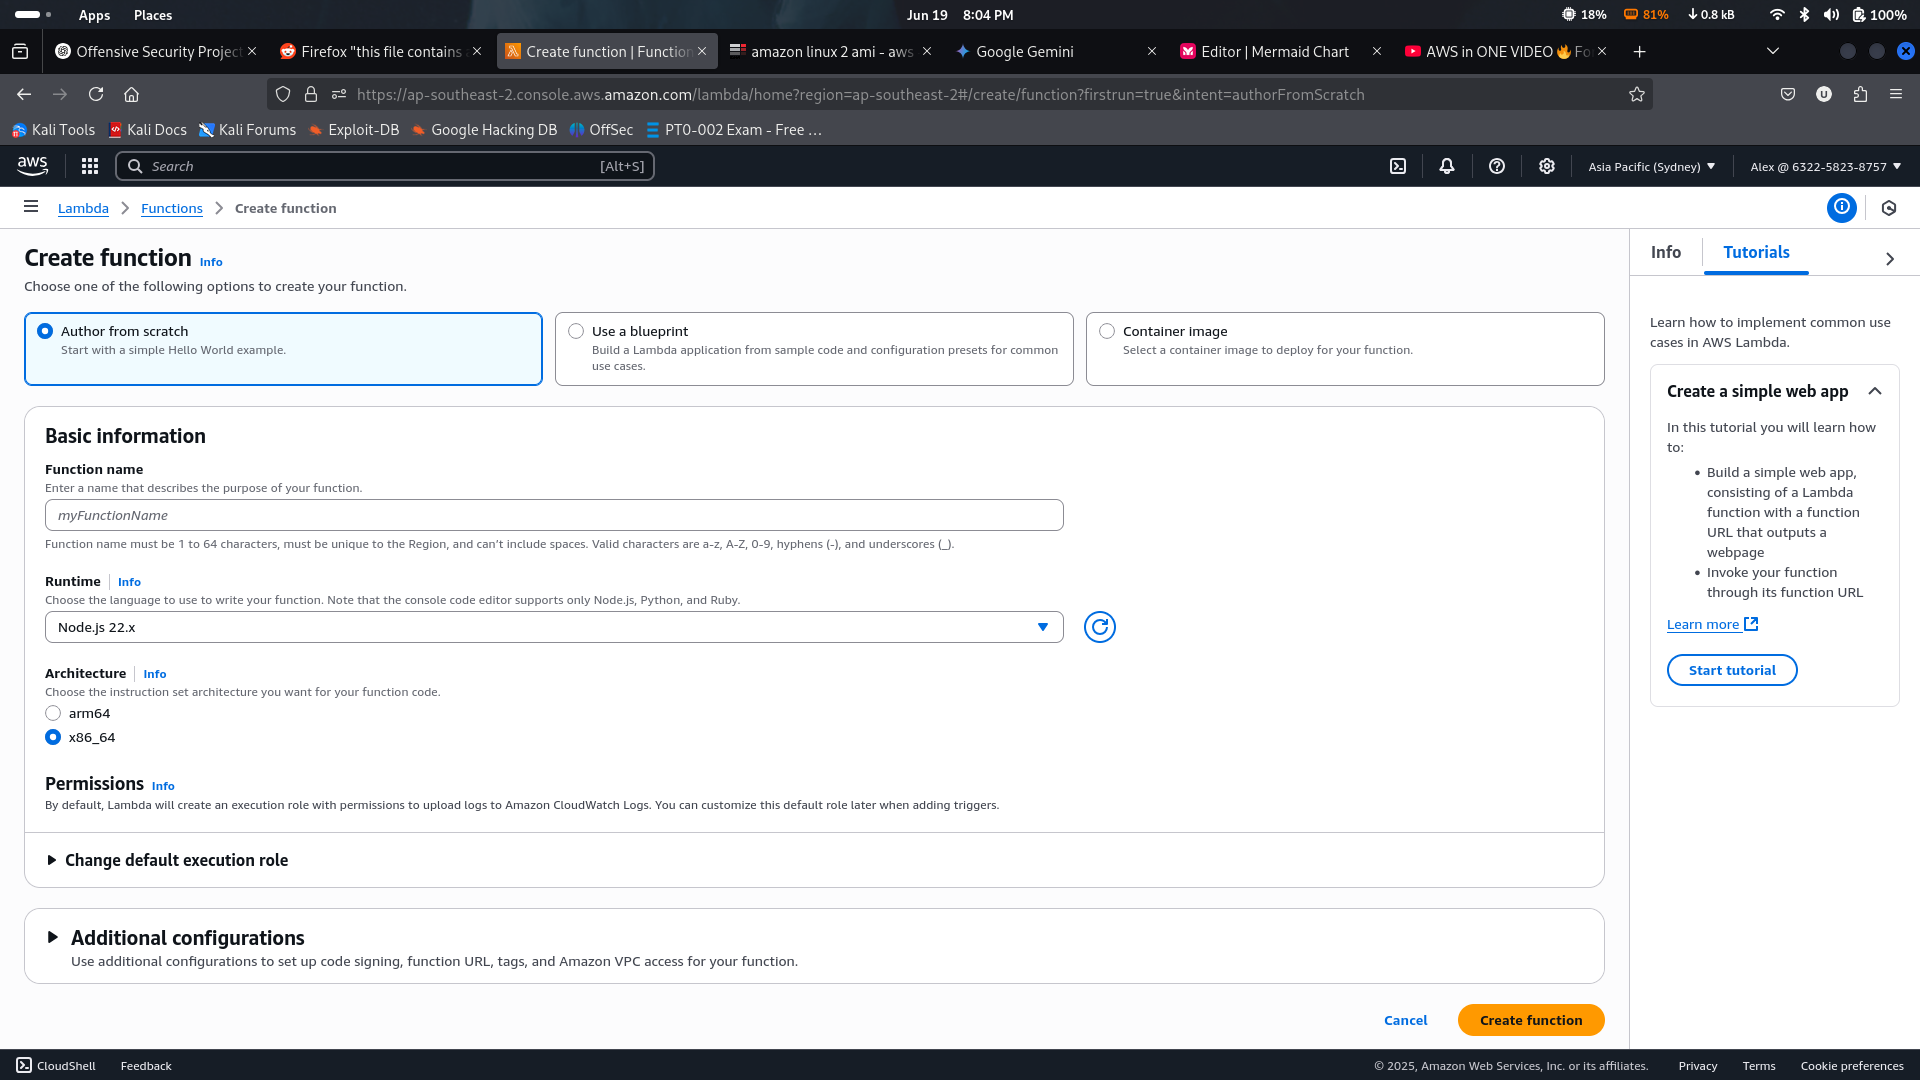 Apps Places Jun 19 8:04 PM 18% 81% 0.8 kB 100%
Offensive Security Project Firefox "this file contains Create function | Function amazon linux 2 ami - aws Google Gemini Editor | Mermaid Chart AWS in ONE VIDEO 🔥 Fo
https://ap-southeast-2.console.aws.amazon.com/lambda/home?region=ap-southeast-2#/create/function?firstrun=true&intent=authorFromScratch
Kali Tools Kali Docs Kali Forums Exploit-DB Google Hacking DB OffSec PT0-002 Exam - Free …
aws Search [Alt+S] Asia Pacific (Sydney) Alex @ 6322-5823-8757
Lambda Functions Create function
Create function Info
Choose one of the following options to create your function.
Author from scratch
Start with a simple Hello World example.
Use a blueprint
Build a Lambda application from sample code and configuration presets for common
use cases.
Container image
Select a container image to deploy for your function.
Basic information
Function name
Enter a name that describes the purpose of your function.
myFunctionName
Function name must be 1 to 64 characters, must be unique to the Region, and can’t include spaces. Valid characters are a-z, A-Z, 0-9, hyphens (-), and underscores (_).
Runtime Info
Choose the language to use to write your function. Note that the console code editor supports only Node.js, Python, and Ruby.
Node.js 22.x
Architecture Info
Choose the instruction set architecture you want for your function code.
arm64
x86_64
Permissions Info
By default, Lambda will create an execution role with permissions to upload logs to Amazon CloudWatch Logs. You can customize this default role later when adding triggers.
Change default execution role
Additional configurations
Use additional configurations to set up code signing, function URL, tags, and Amazon VPC access for your function.
Cancel Create function
Info Tutorials
Learn how to implement common use
cases in AWS Lambda.
Create a simple web app
In this tutorial you will learn how
to:
• Build a simple web app,
consisting of a Lambda
function with a function
URL that outputs a
webpage
• Invoke your function
through its function URL
Learn more
Start tutorial
CloudShell Feedback © 2025, Amazon Web Services, Inc. or its affiliates. Privacy Terms Cookie preferences